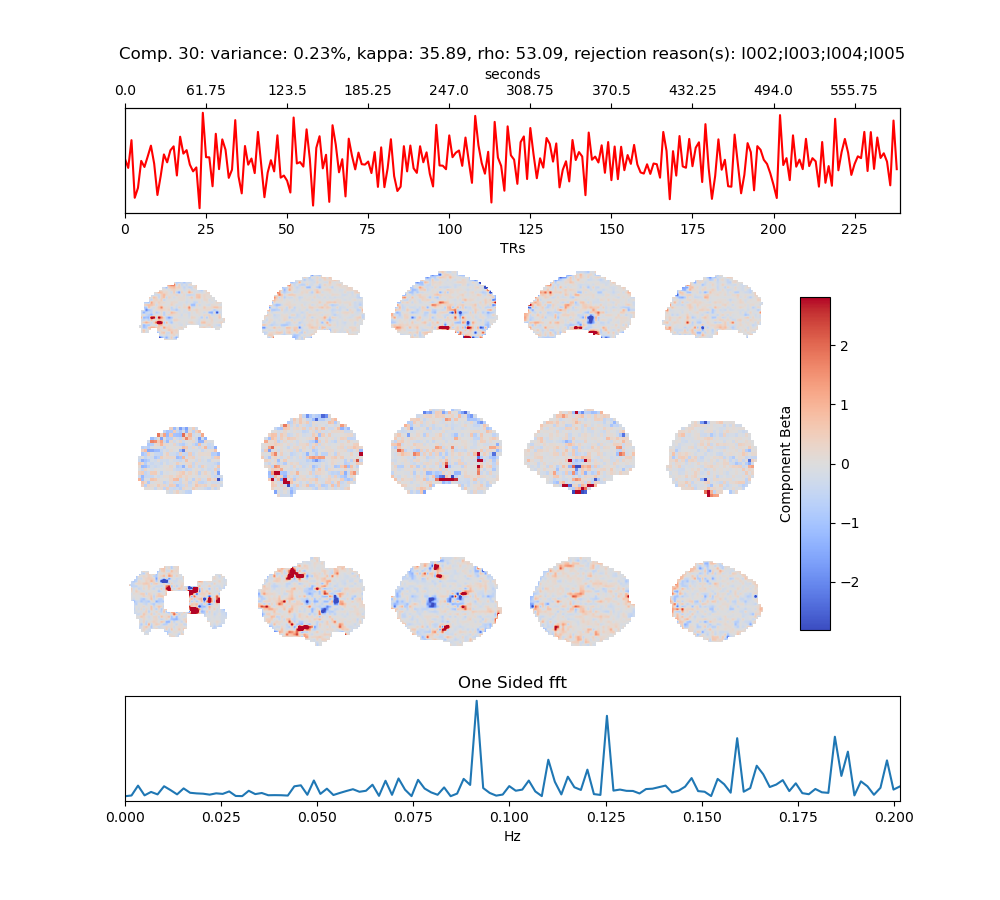 Comp. 30: variance: 0.23%, kappa: 35.89, rho: 53.09, rejection reason(s): I002;I003;I004;I005
seconds
0.0 61.75 123.5 185.25 247.0 308.75 370.5 432.25 494.0 555.75
0 25 50 75 100 125 150 175 200 225
TRs
2
1
0
−1
−2
Component Beta
One Sided fft
0.000 0.025 0.050 0.075 0.100 0.125 0.150 0.175 0.200
Hz